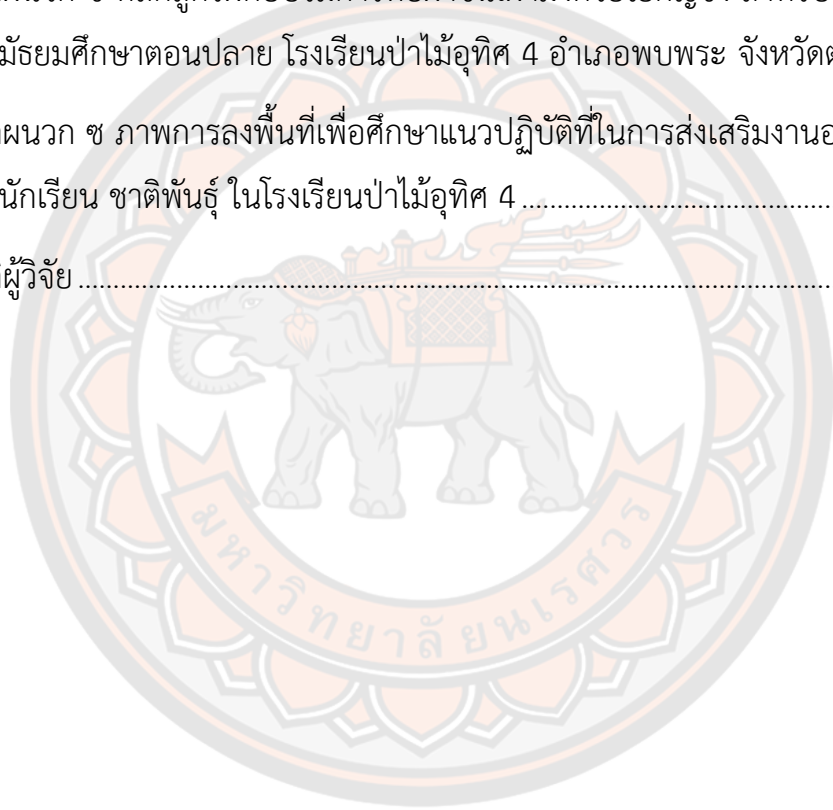 มัธยมศึกษาตอนปลาย โรงเรียนป่าไม้อุทิศ 4 อำเภอพบพระ จังหวัด
ผนวก ซ ภาพการลงพื้นที่เพื่อศึกษาแนวปฏิบัติที่ในการส่งเสริมงาน
นักเรียน ชาติพันธุ์ ในโรงเรียนป่าไม้อุทิศ 4 ........................................
ผู้วิจัย ........................................................................................................
มหาวิทยาลัยนเรศวร